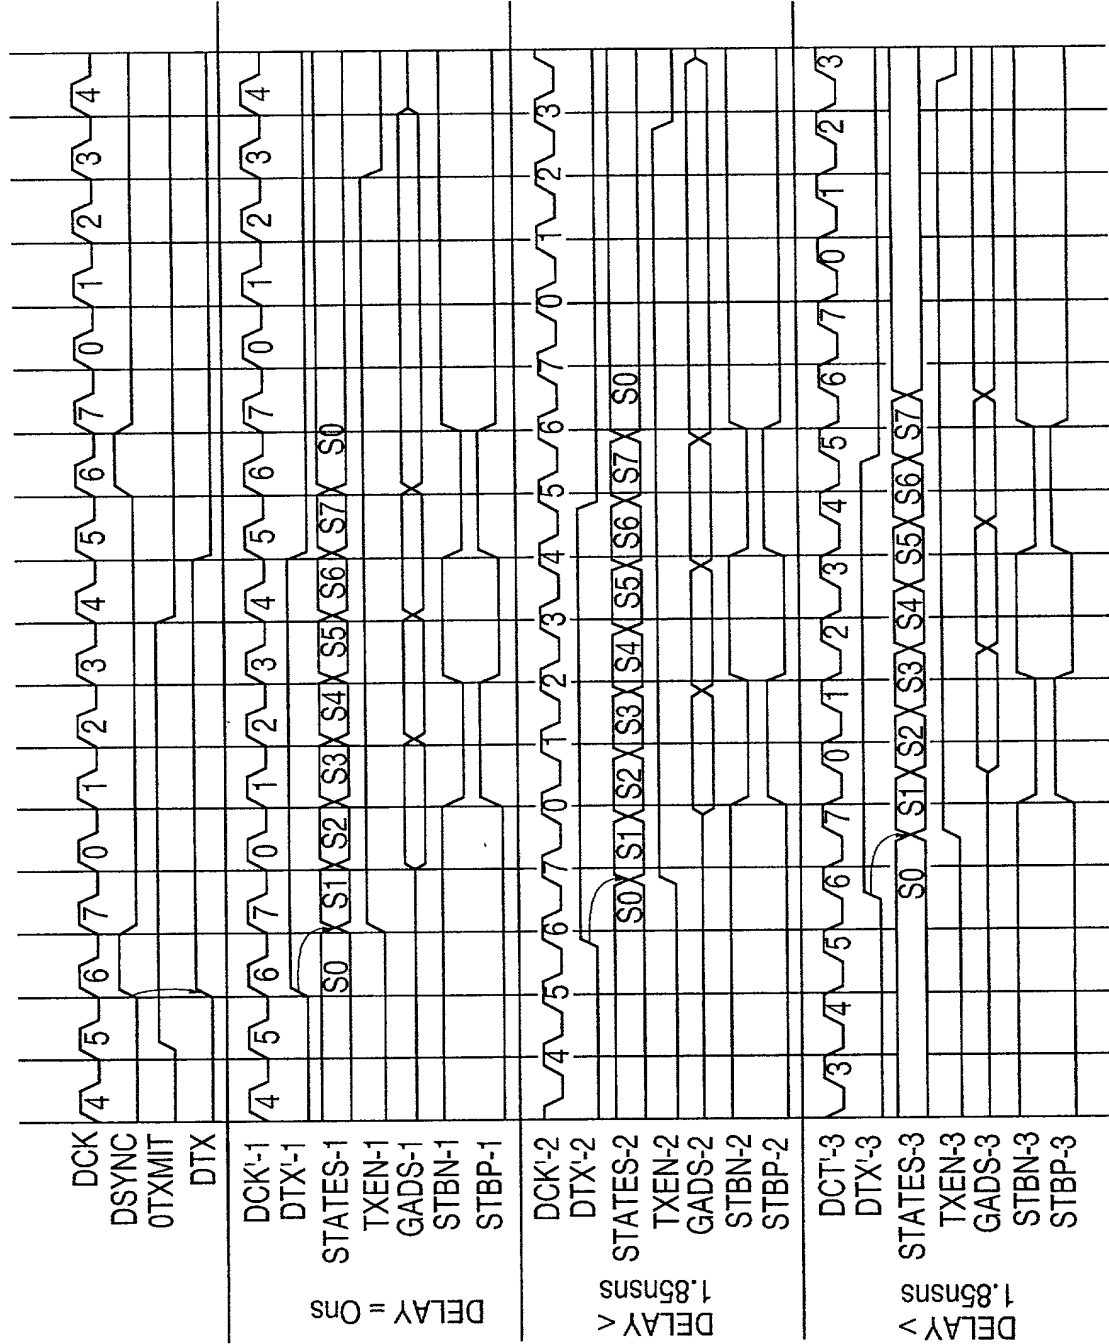 DCK 4 5 6 7 0 1 2 3 4 5 6 7 0 1 2 3 4
DSYNC
0TXMIT
DTX
DELAY = 0ns
DCK'-1 4 5 6 7 0 1 2 3 4 5 6 7 0 1 2 3 4
DTX'-1
STATES-1 S0 S1 S2 S3 S4 S5 S6 S7 S0
TXEN-1
GADS-1
STBN-1
STBP-1
DELAY <
1.85nsns
DCK'-2 4 5 6 7 0 1 2 3 4 5 6 7 0 1 2 3
DTX'-2
STATES-2 S0 S1 S2 S3 S4 S5 S6 S7 S0
TXEN-2
GADS-2
STBN-2
STBP-2
DELAY >
1.85nsns
DCT'-3 3 4 5 6 7 0 1 2 3 4 5 6 7 0 1 2 3
DTX'-3
STATES-3 S0 S1 S2 S3 S4 S5 S6 S7
TXEN-3
GADS-3
STBN-3
STBP-3